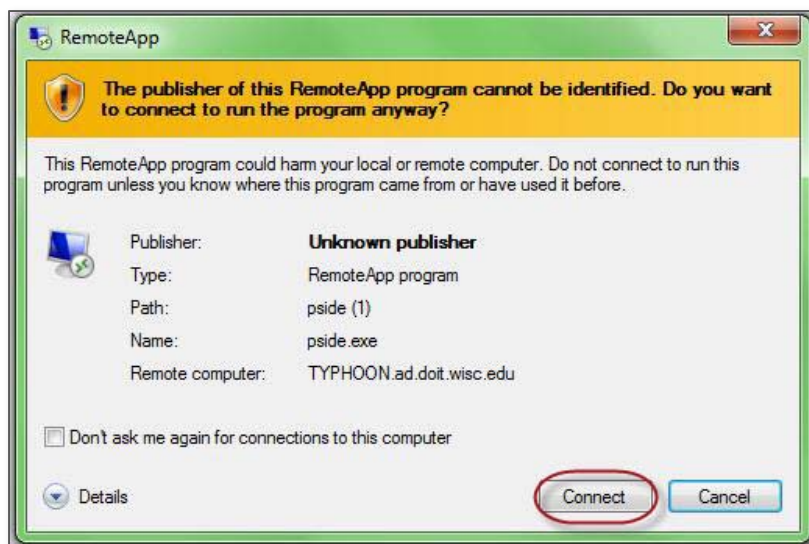 RemoteApp
The publisher of this RemoteApp program cannot be identified. Do you want
to connect to run the program anyway?
This RemoteApp program could harm your local or remote computer. Do not connect to run this
program unless you know where this program came from or have used it before.
Publisher: Unknown publisher
Type: RemoteApp program
Path: pside (1)
Name: pside.exe
Remote computer: TYPHOON.ad.doit.wisc.edu
Don't ask me again for connections to this computer
Details Connect Cancel